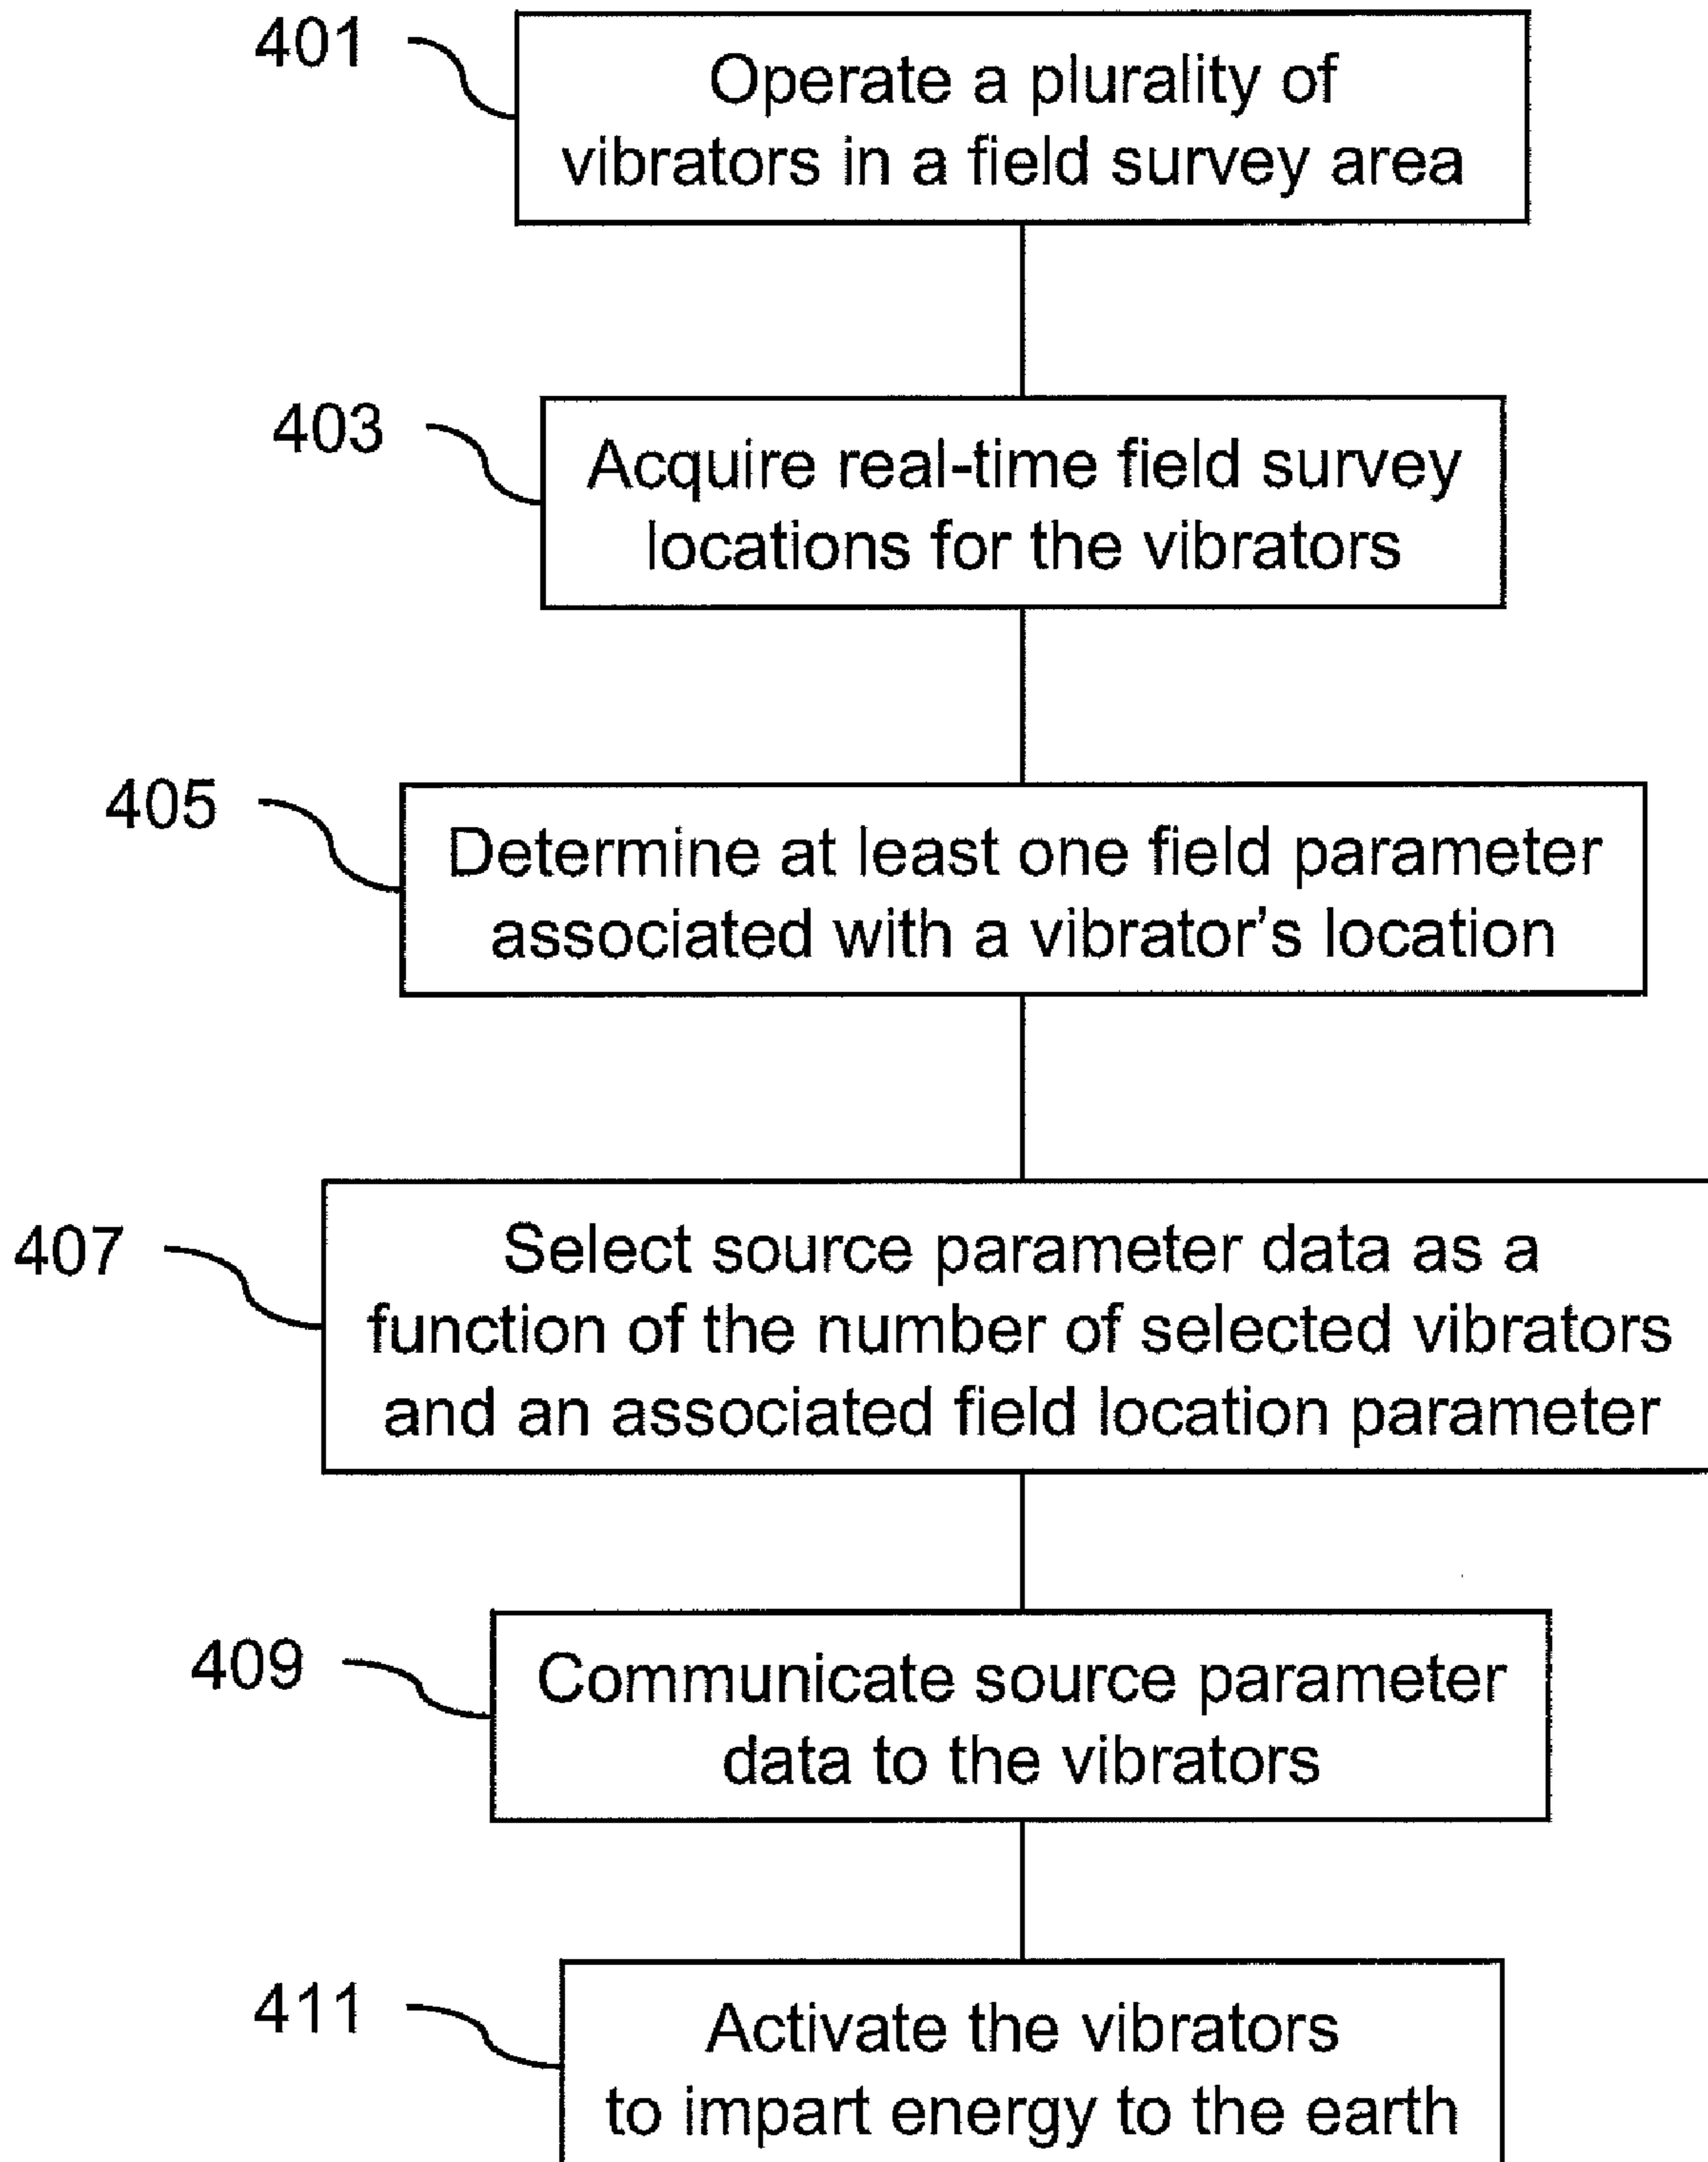 401
Operate a plurality of
vibrators in a field survey area
403
Acquire real-time field survey
locations for the vibrators
405
Determine at least one field parameter
associated with a vibrator's location
407
Select source parameter data as a
function of the number of selected vibrators
and an associated field location parameter
409
Communicate source parameter
data to the vibrators
411
Activate the vibrators
to impart energy to the earth